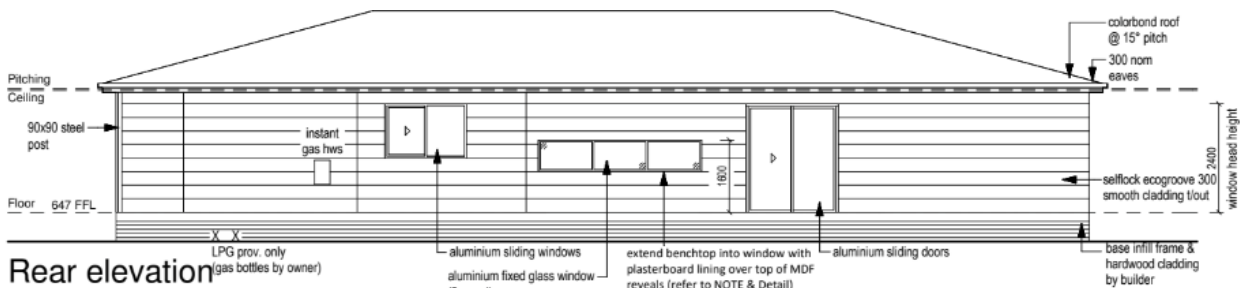 colorbond roof
@ 15° pitch
300 nom
eaves
Pitching
Ceiling
90x90 steel
post
instant
gas hws
1600
2400
window head height
selflock ecogroove 300
smooth cladding t/out
Floor 647 FFL
LPG prov. only
(gas bottles by owner)
aluminium sliding windows
aluminium fixed glass window
extend benchtop into window with
plasterboard lining over top of MDF
reveals (refer to NOTE & Detail)
aluminium sliding doors
base infill frame &
hardwood cladding
by builder
Rear elevation